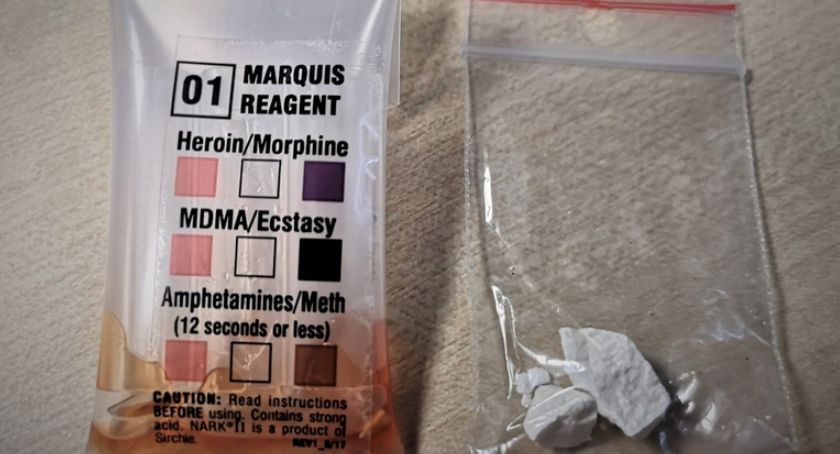 01
MARQUIS
REAGENT
Heroin/Morphine
MDMA/Ecstasy
Amphetamines/Meth
(12 seconds or less)
CAUTION: Read instructions
BEFORE using. Contains strong
acid. NARK®II is a product of
Sirchie.
REV1_6/17